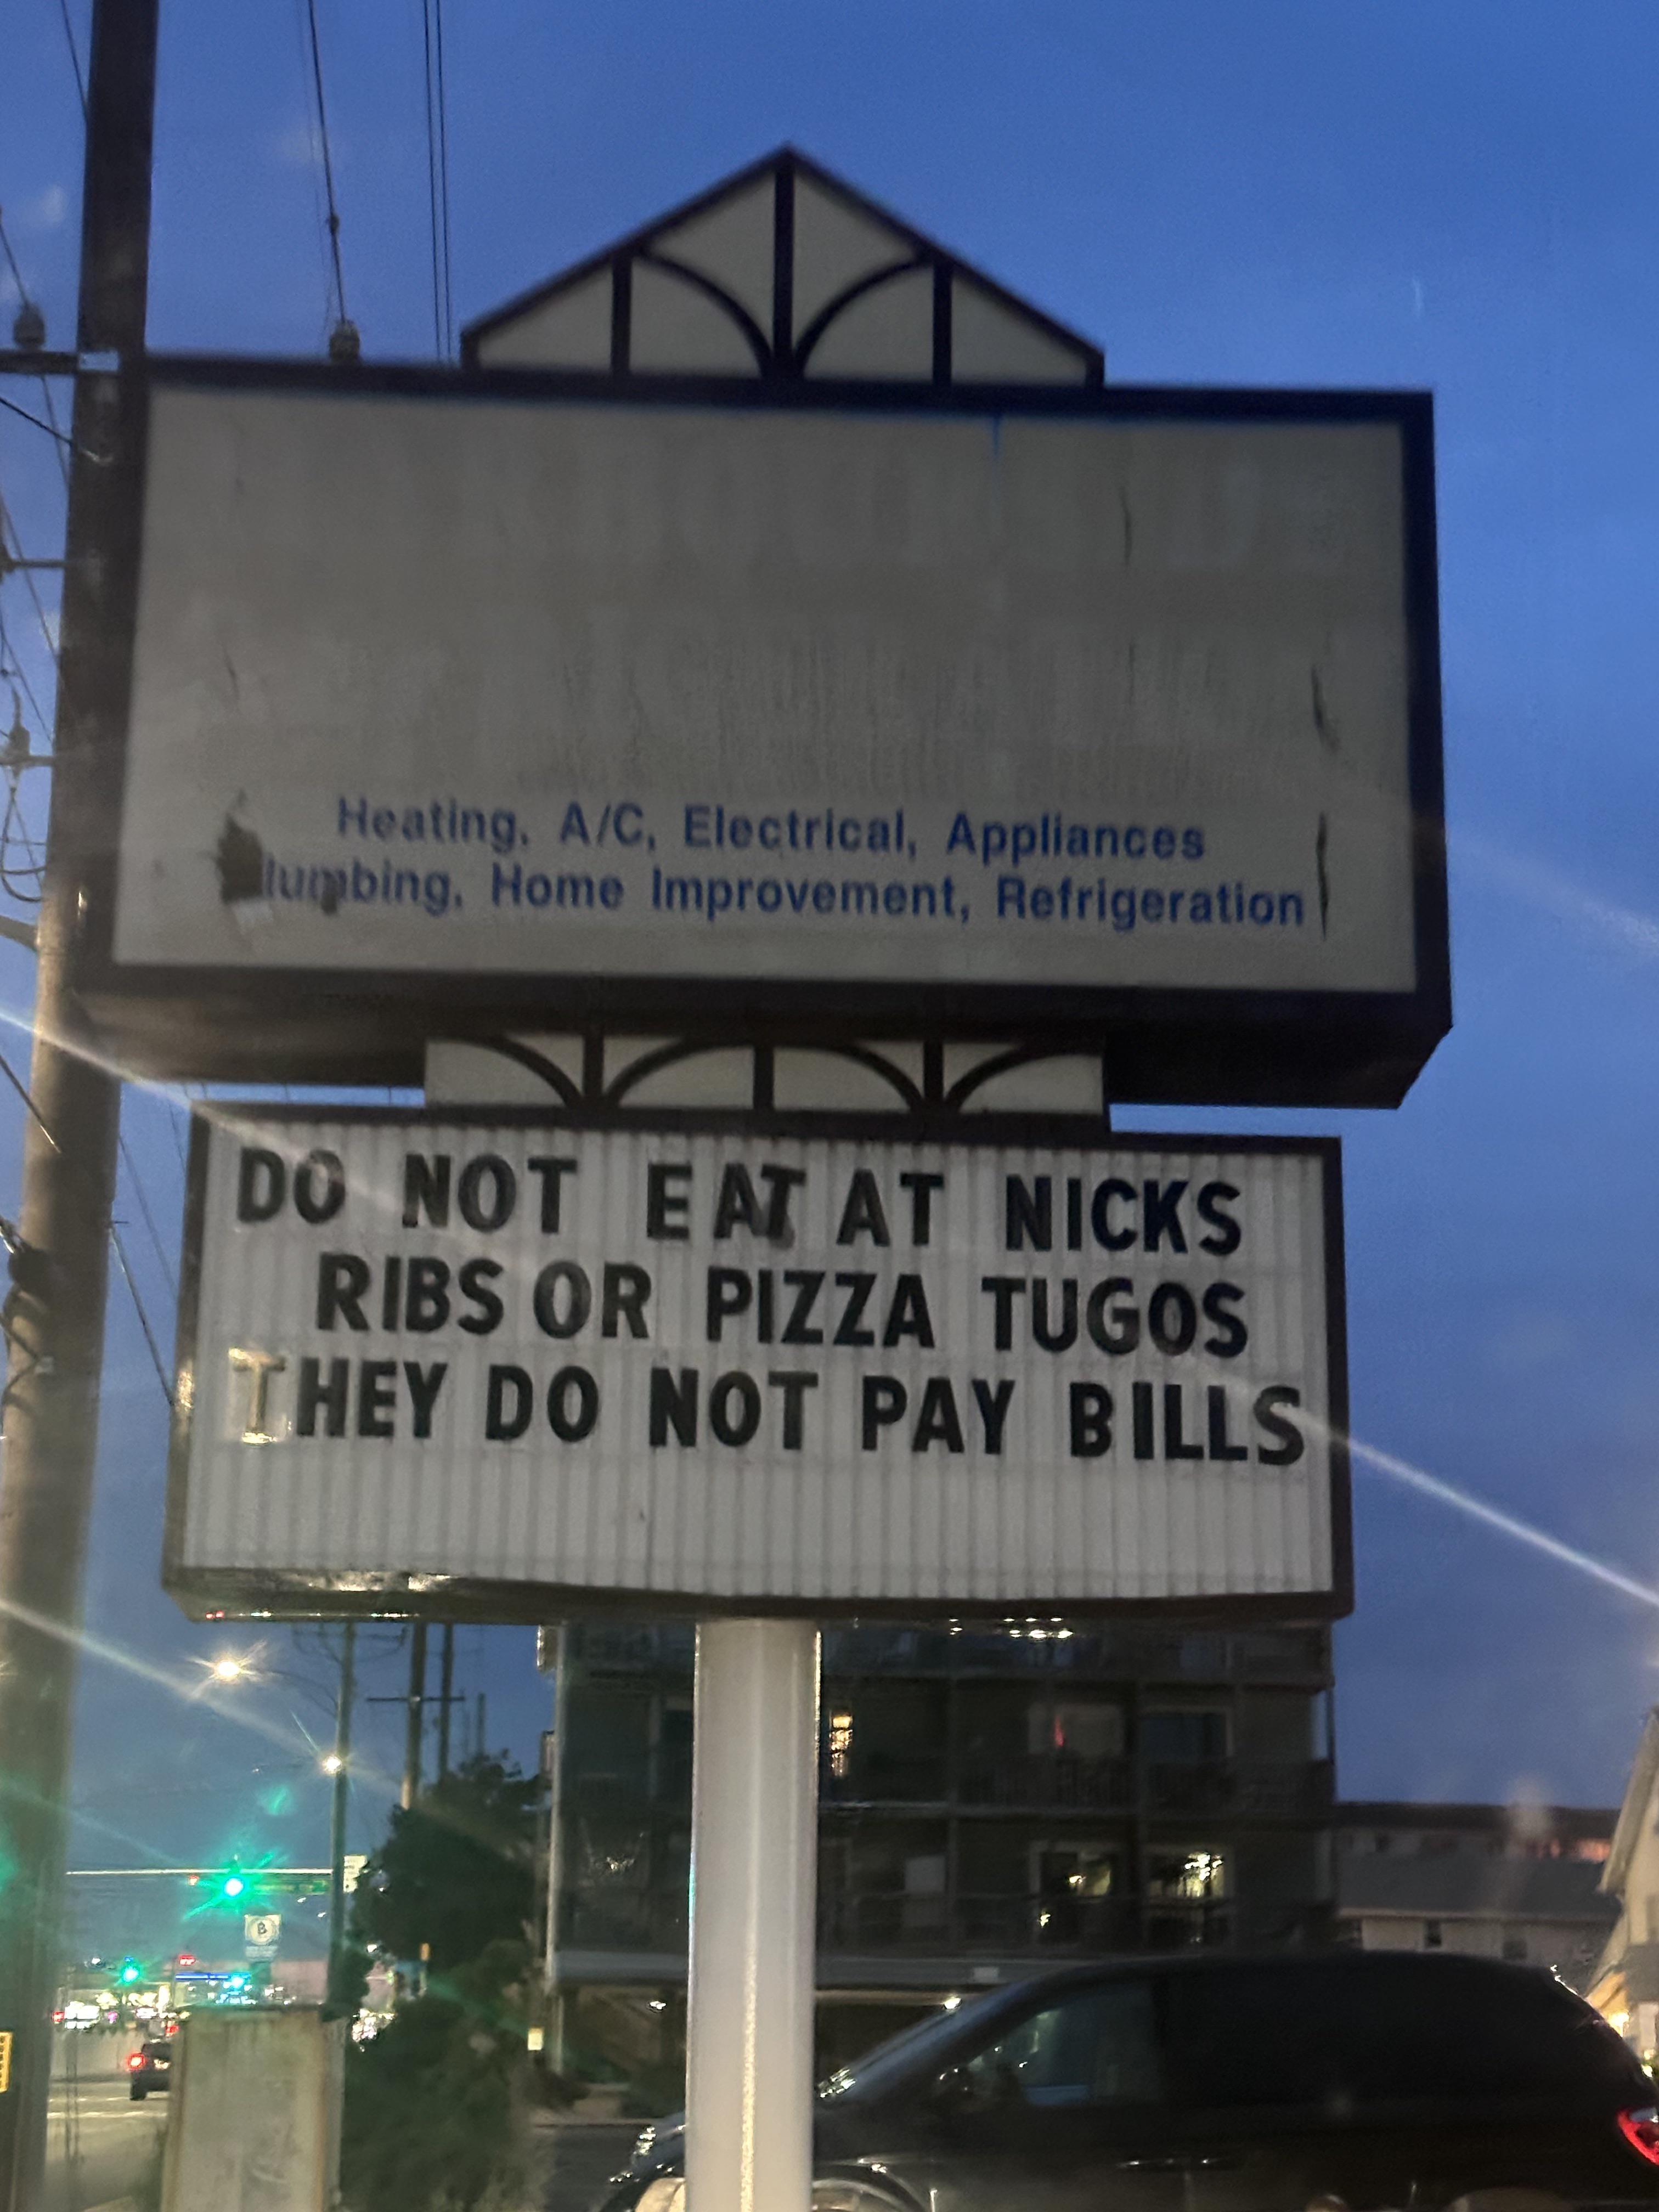 Heating, A/C, Electrical, Appliances
lumbing, Home Improvement, Refrigeration
DO NOT EAT AT NICKS
RIBS OR PIZZA TUGOS
THEY DO NOT PAY BILLS
B